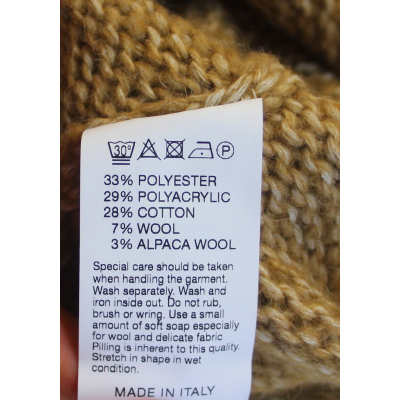 30°
P
33% POLYESTER
29% POLYACRYLIC
28% COTTON
7% WOOL
3% ALPACA WOOL
Special care should be taken
when handling the garment.
Wash separately. Wash and
iron inside out. Do not rub,
brush or wring. Use a small
amount of soft soap especially
for wool and delicate fabric
Pilling is inherent to this quality.
Stretch in shape in wet
condition.
MADE IN ITALY